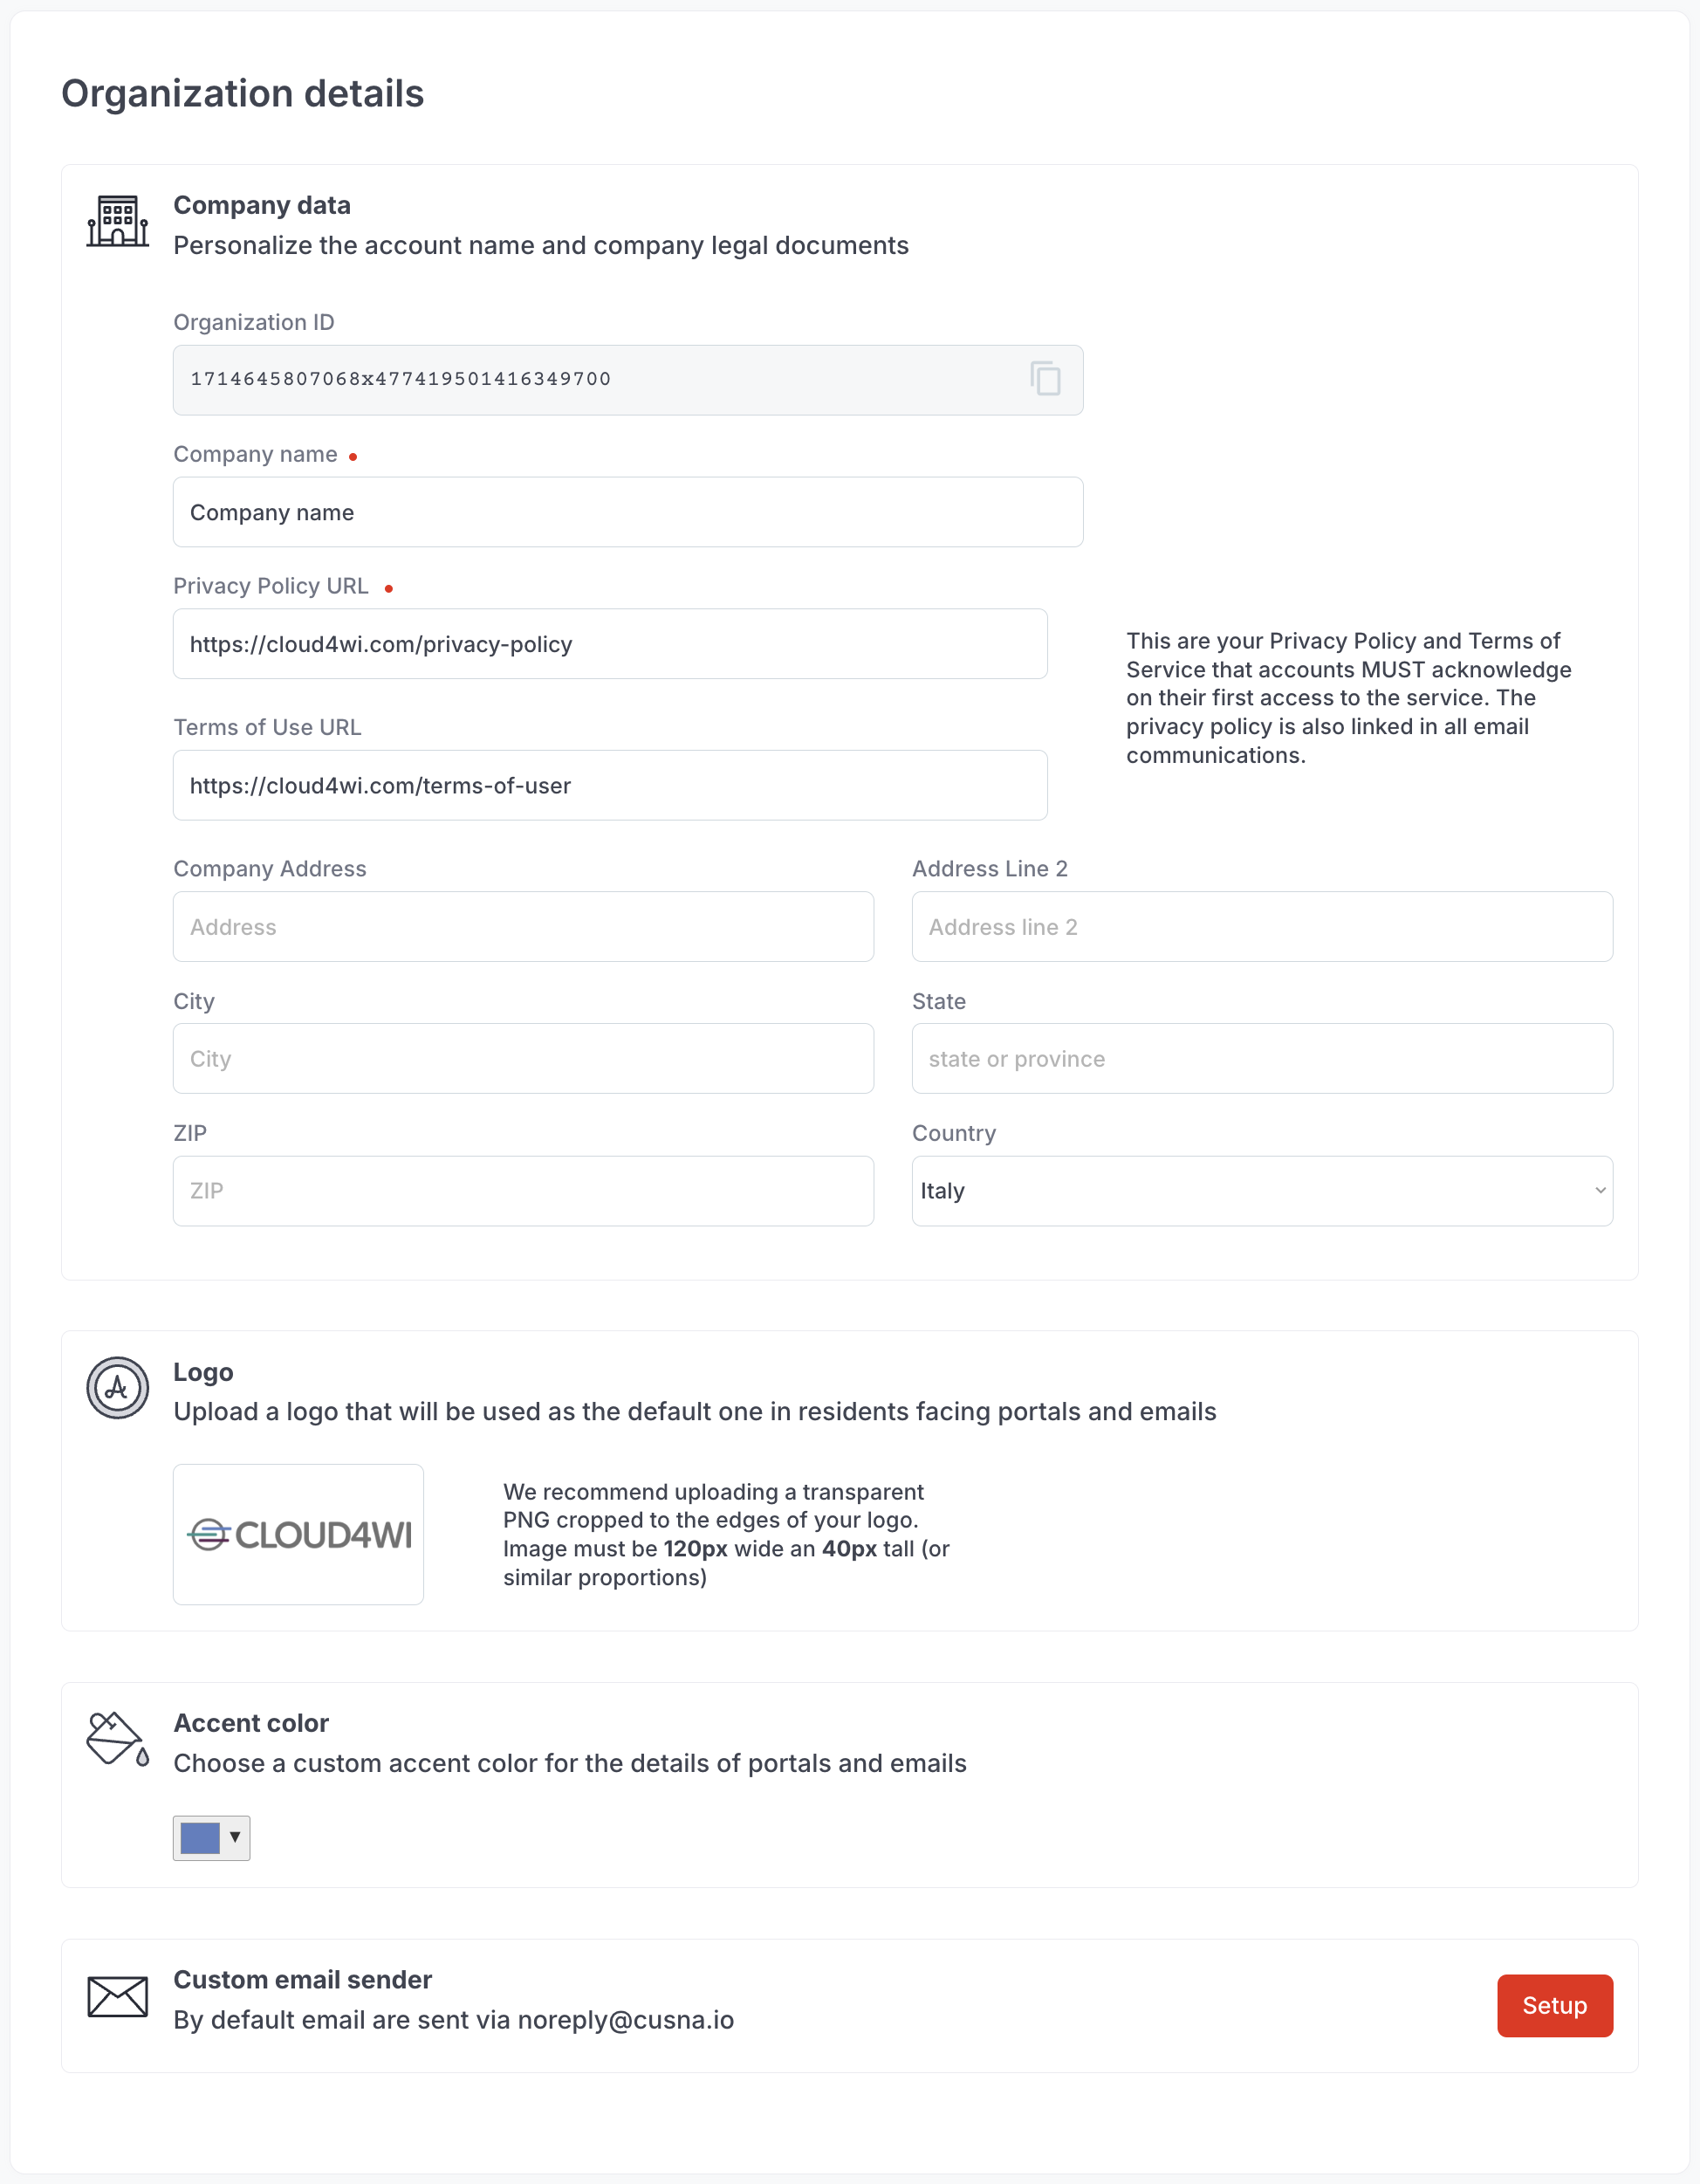 Organization details
Company data
Personalize the account name and company legal documents
Organization ID
1714645807068x477419501416349700
Company name
Company name
Privacy Policy URL
https://cloud4wi.com/privacy-policy
Terms of Use URL
https://cloud4wi.com/terms-of-user
This are your Privacy Policy and Terms of
Service that accounts MUST acknowledge
on their first access to the service. The
privacy policy is also linked in all email
communications.
Company Address
Address
Address Line 2
Address line 2
City
City
State
state or province
ZIP
ZIP
Country
Italy
Logo
Upload a logo that will be used as the default one in residents facing portals and emails
CLOUD4WI
We recommend uploading a transparent
PNG cropped to the edges of your logo.
Image must be 120px wide an 40px tall (or
similar proportions)
Accent color
Choose a custom accent color for the details of portals and emails
Custom email sender
By default email are sent via noreply@cusna.io
Setup